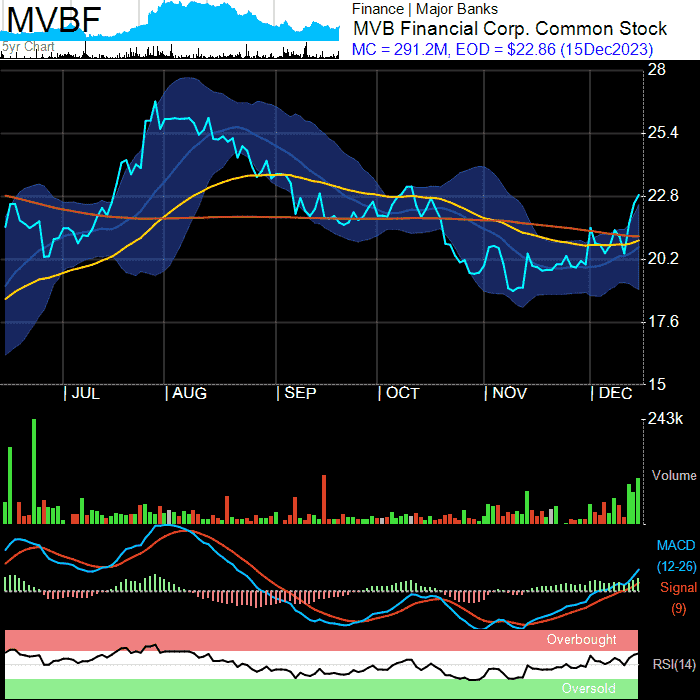 MVBF
5yr Chart
Finance | Major Banks
MVB Financial Corp. Common Stock
MC = 291.2M, EOD = $22.86 (15Dec2023)
28
25.4
22.8
20.2
17.6
15
| JUL | AUG | SEP | OCT | NOV | DEC
243k
Volume
MACD
(12-26)
Signal
(9)
Overbought
RSI(14)
Oversold